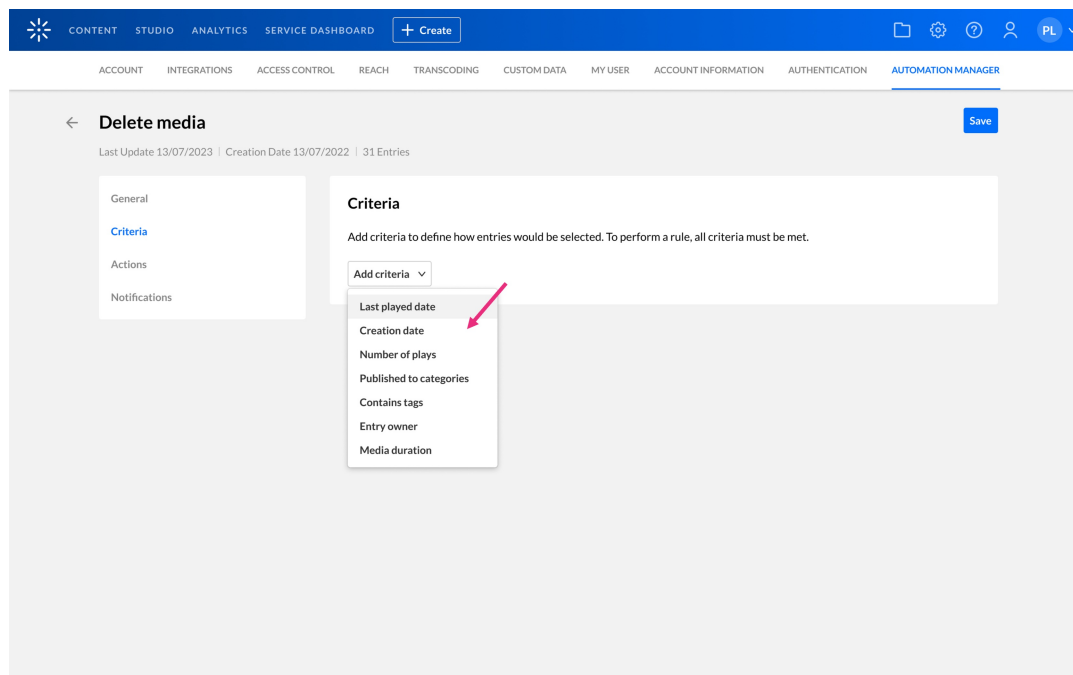 CONTENT STUDIO ANALYTICS SERVICE DASHBOARD + Create PL
ACCOUNT INTEGRATIONS ACCESS CONTROL REACH TRANSCODING CUSTOM DATA MY USER ACCOUNT INFORMATION AUTHENTICATION AUTOMATION MANAGER
Delete media Save
Last Update 13/07/2023 | Creation Date 13/07/2022 | 31 Entries
General
Criteria
Actions
Notifications
Criteria
Add criteria to define how entries would be selected. To perform a rule, all criteria must be met.
Add criteria
Last played date
Creation date
Number of plays
Published to categories
Contains tags
Entry owner
Media duration